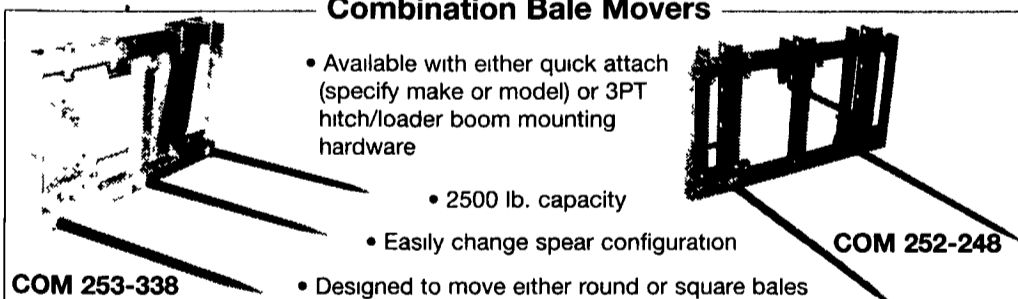 Combination Bale Movers
• Available with either quick attach
(specify make or model) or 3PT
hitch/loader boom mounting
hardware
• 2500 lb. capacity
• Easily change spear configuration
COM 252-248
COM 253-338
• Designed to move either round or square bales